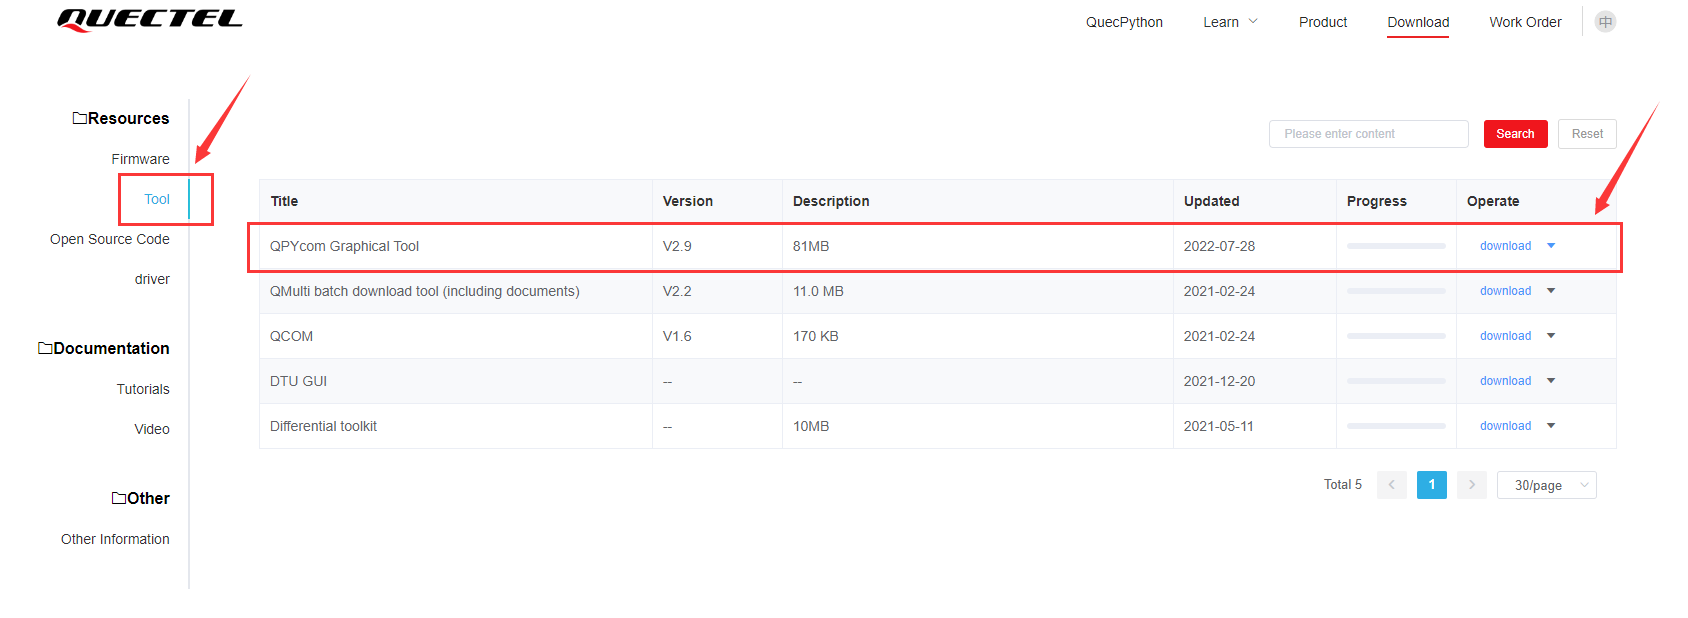 QUECTEL
QuecPython Learn Product Download Work Order 中
Resources
Firmware
Tool
Open Source Code
driver
Documentation
Tutorials
Video
Other
Other Information
Please enter content Search Reset
Title Version Description Updated Progress Operate
QPYcom Graphical Tool V2.9 81MB 2022-07-28 download
QMulti batch download tool (including documents) V2.2 11.0 MB 2021-02-24 download
QCOM V1.6 170 KB 2021-02-24 download
DTU GUI -- -- 2021-12-20 download
Differential toolkit -- 10MB 2021-05-11 download
Total 5 < 1 > 30/page